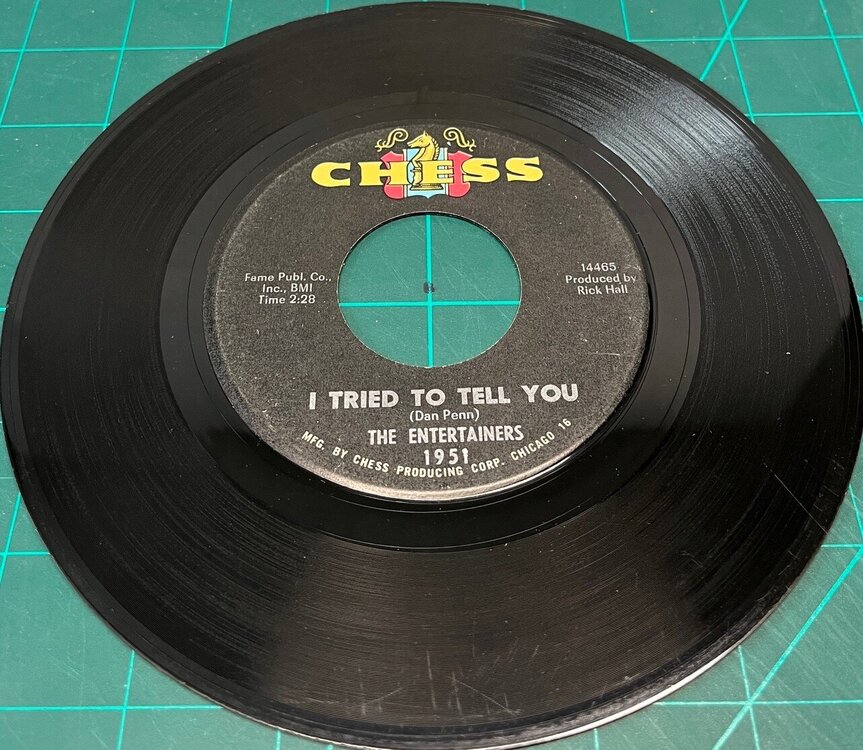 CHESS
Fame Publ. Co.,
Inc., BMI
Time 2:28
14465
Produced by
Rick Hall
I TRIED TO TELL YOU
(Dan Penn)
THE ENTERTAINERS
1951
MFG. BY CHESS PRODUCING CORP. CHICAGO 16